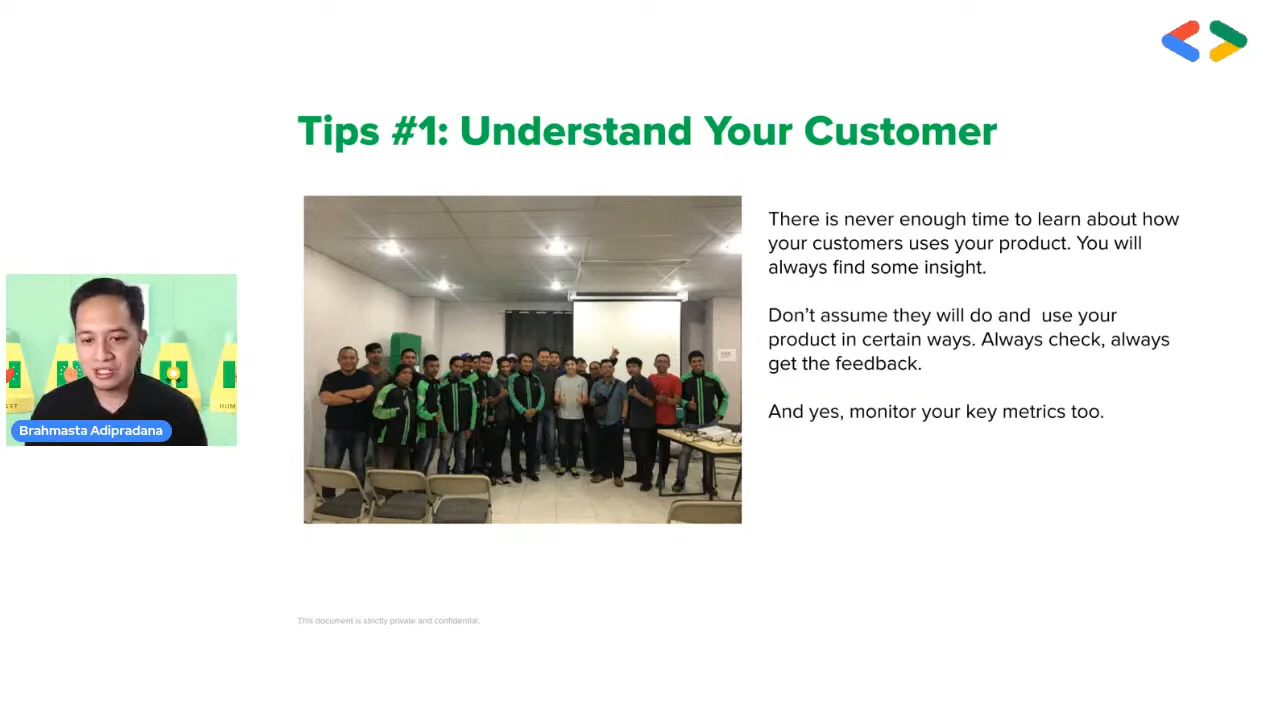 Tips #1: Understand Your Customer
There is never enough time to learn about how
your customers uses your product. You will
always find some insight.
Don't assume they will do and  use your
product in certain ways. Always check, always
get the feedback.
And yes, monitor your key metrics too.
ART
HUM
Brahmasta Adipradana
This document is strictly private and confidential.